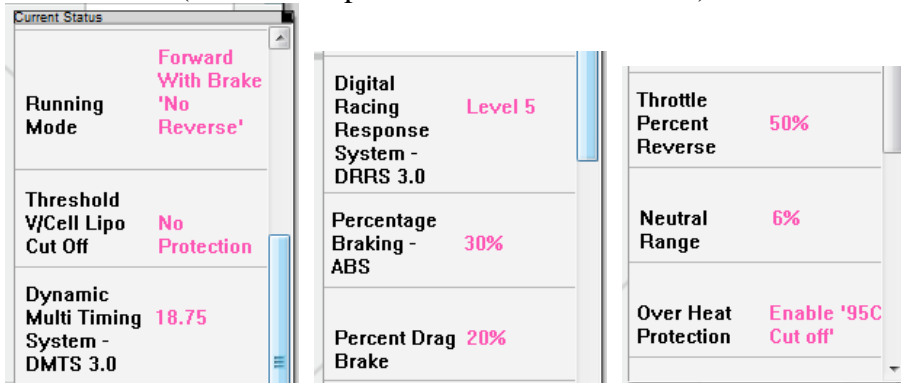 Current Status
Forward
With Brake
Running 'No
Mode Reverse'
Threshold
V/Cell Lipo No
Cut Off Protection
Dynamic
Multi Timing 18.75
System -
DMTS 3.0
Digital
Racing Level 5
Response
System -
DRRS 3.0
Percentage
Braking - 30%
ABS
Percent Drag 20%
Brake
Throttle
Percent 50%
Reverse
Neutral 6%
Range
Over Heat Enable '95C
Protection Cut off'